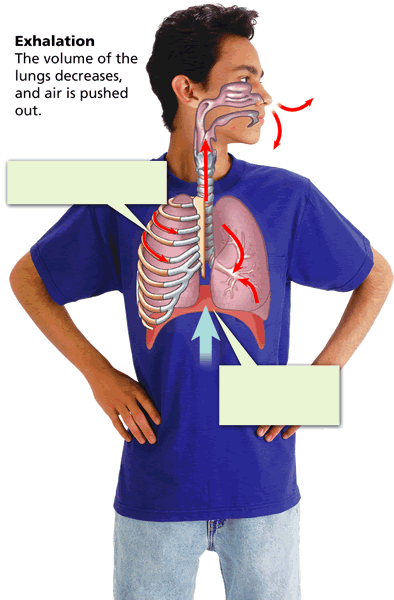 Exhalation
The volume of the
lungs decreases,
and air is pushed
out.